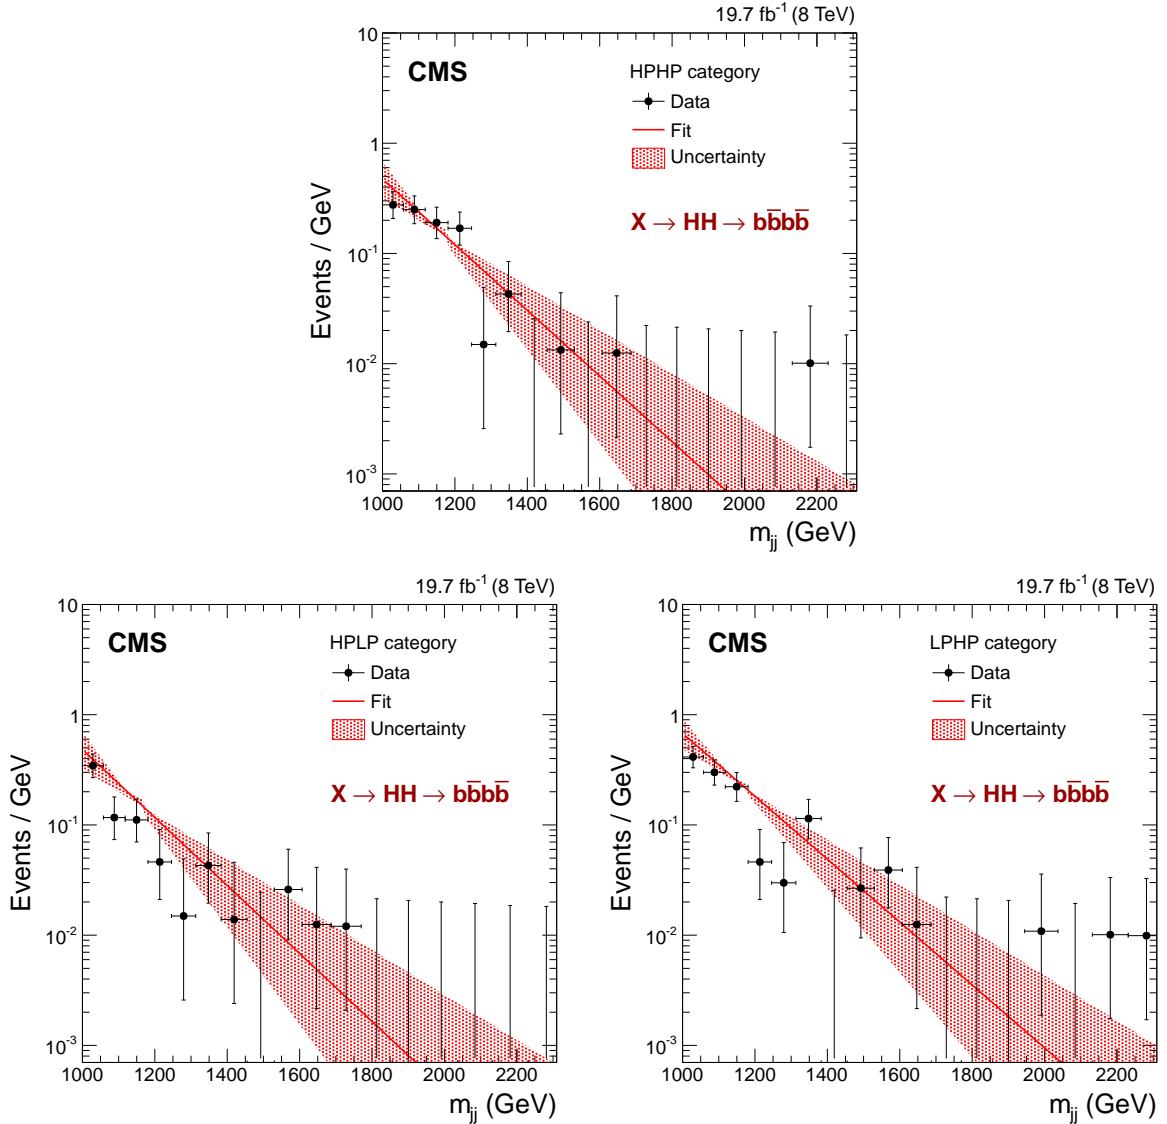 19.7 fb⁻¹ (8 TeV)
10
1
10⁻¹
10⁻²
10⁻³
Events / GeV
CMS
HPHP category
Data
Fit
Uncertainty
X → HH → bb̄bb̄
1000 1200 1400 1600 1800 2000 2200
m_jj (GeV)
19.7 fb⁻¹ (8 TeV)
10
1
10⁻¹
10⁻²
10⁻³
Events / GeV
CMS
HPLP category
Data
Fit
Uncertainty
X → HH → bb̄bb̄
1000 1200 1400 1600 1800 2000 2200
m_jj (GeV)
19.7 fb⁻¹ (8 TeV)
10
1
10⁻¹
10⁻²
10⁻³
Events / GeV
CMS
LPHP category
Data
Fit
Uncertainty
X → HH → bb̄bb̄
1000 1200 1400 1600 1800 2000 2200
m_jj (GeV)